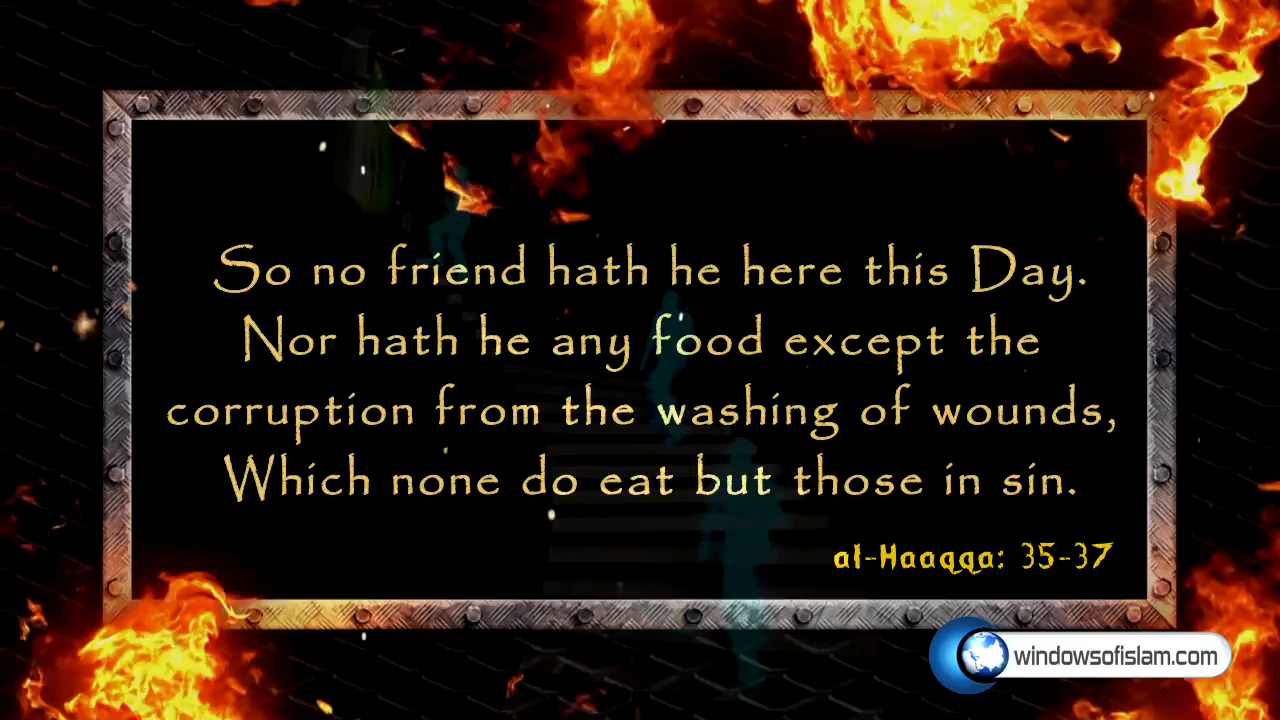 So no friend hath he here this Day.
Nor hath he any food except the
corruption from the washing of wounds,
Which none do eat but those in sin.
al-Haaqqa: 35-37
windowsofislam.com